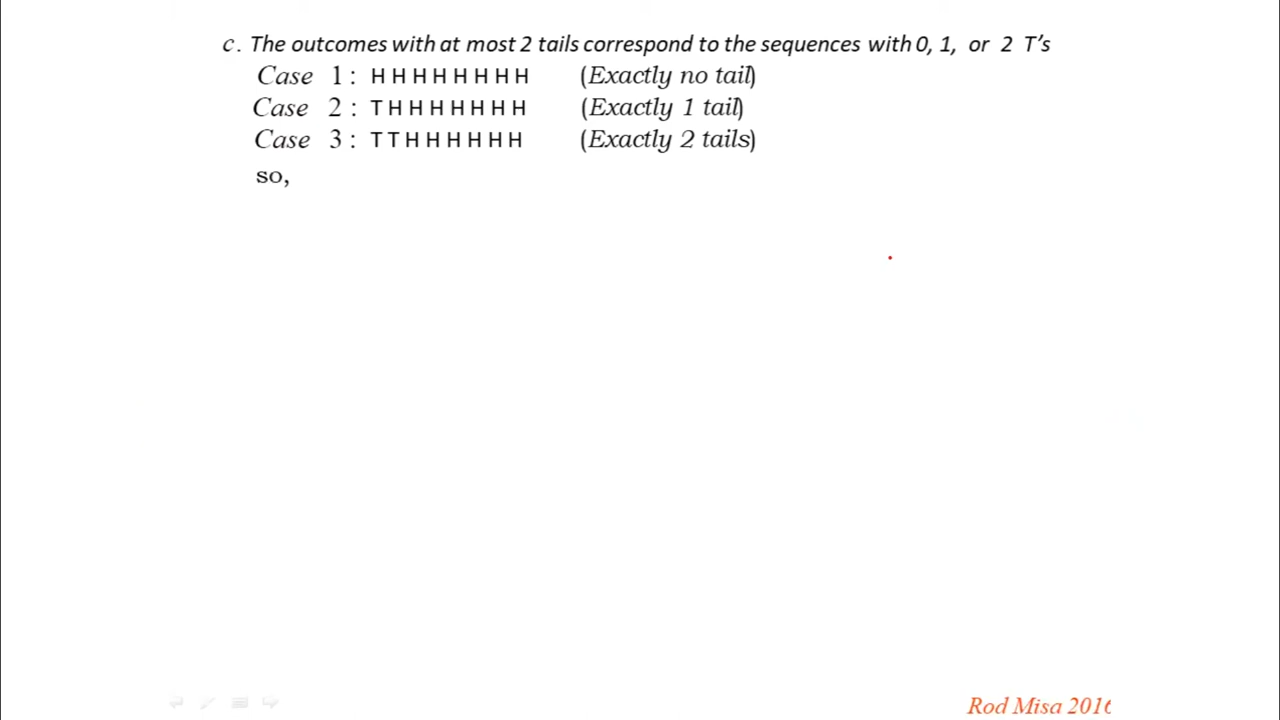 c. The outcomes with at most 2 tails correspond to the sequences with 0, 1, or 2 T's
Case 1 : H H H H H H H H (Exactly no tail)
Case 2 : T H H H H H H H (Exactly 1 tail)
Case 3 : T T H H H H H H (Exactly 2 tails)
so,
Rod Misa 2016